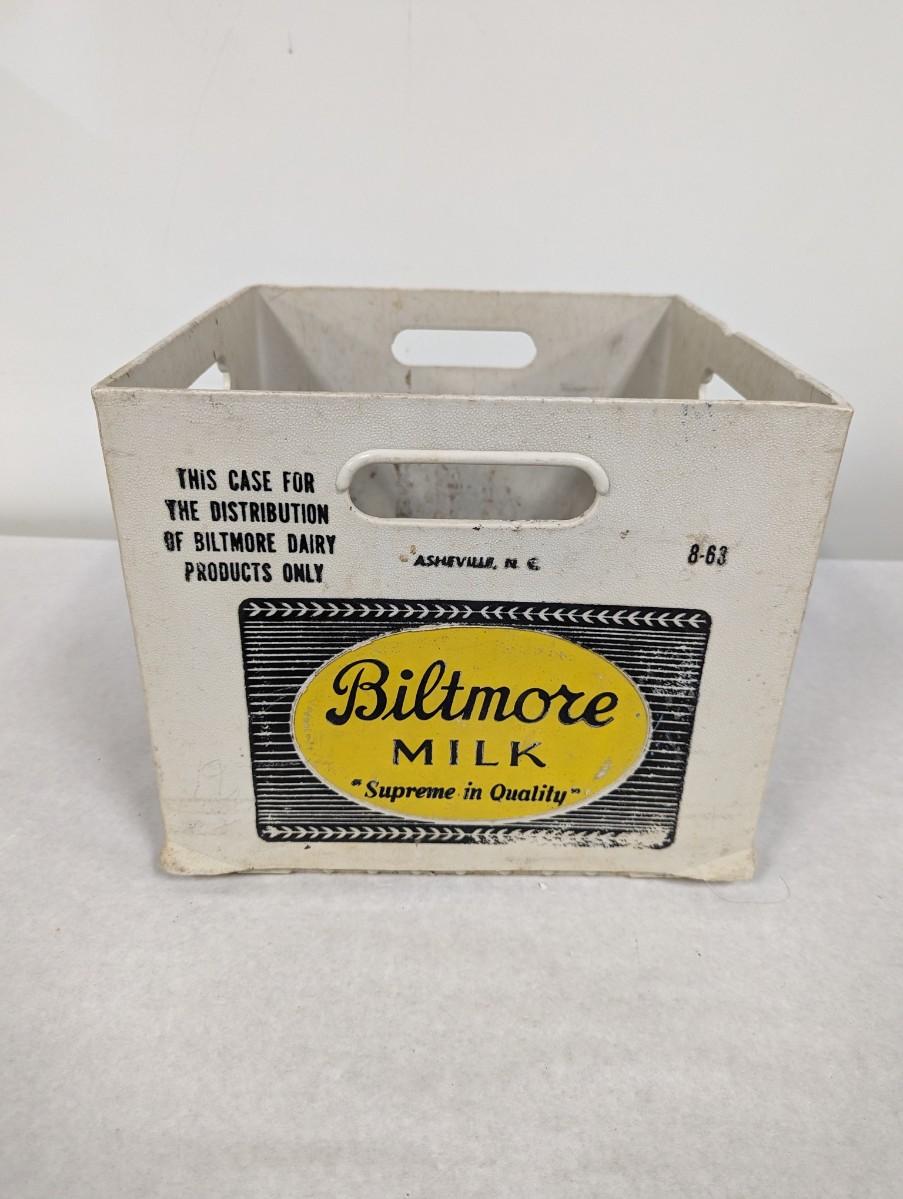 THIS CASE FOR
THE DISTRIBUTION
OF BILTMORE DAIRY
PRODUCTS ONLY
ASHEVILLE, N. C.
8-63
Biltmore
MILK
"Supreme in Quality"